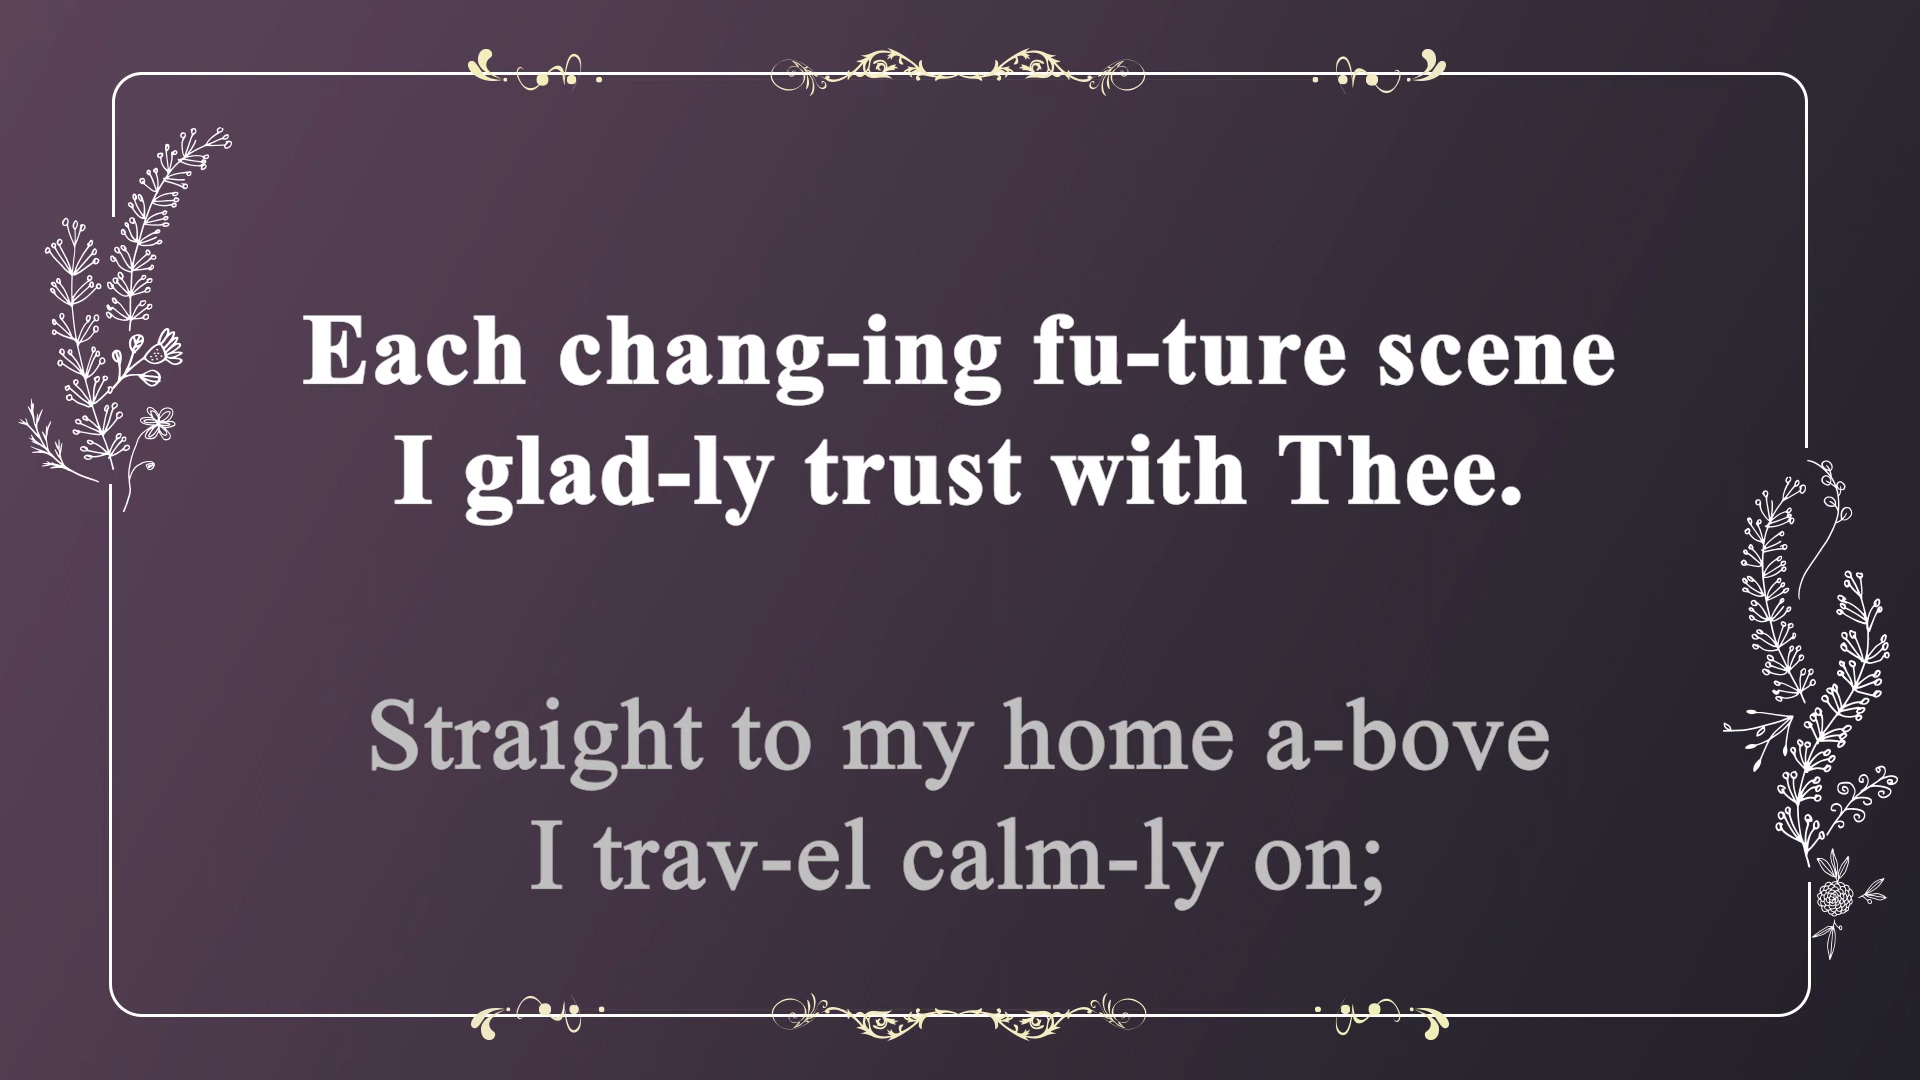 Each chang-ing fu-ture scene
I glad-ly trust with Thee.
Straight to my home a-bove
I trav-el calm-ly on;